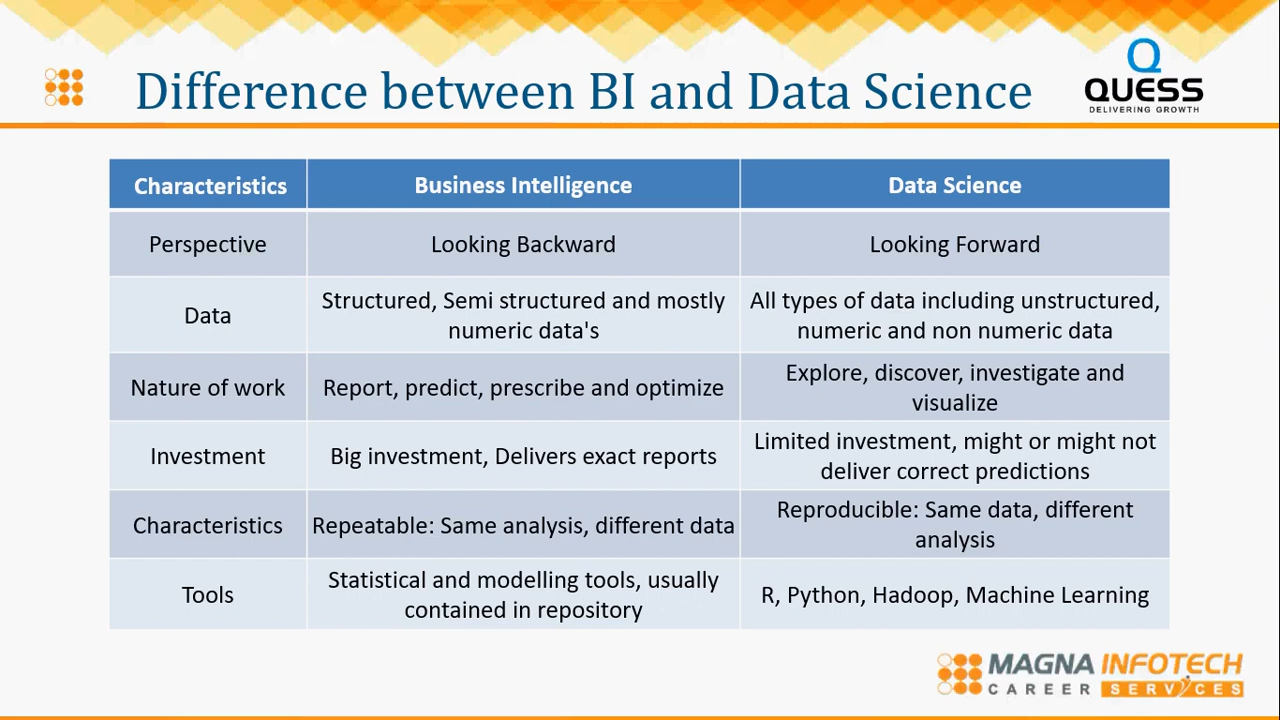 Difference between BI and Data Science
QUESS
DELIVERING GROWTH
Characteristics
Business Intelligence
Data Science
Perspective
Looking Backward
Looking Forward
Data
Structured, Semi structured and mostly
numeric data's
All types of data including unstructured,
numeric and non numeric data
Nature of work
Report, predict, prescribe and optimize
Explore, discover, investigate and
visualize
Investment
Big investment, Delivers exact reports
Limited investment, might or might not
deliver correct predictions
Characteristics
Repeatable: Same analysis, different data
Reproducible: Same data, different
analysis
Tools
Statistical and modelling tools, usually
contained in repository
R, Python, Hadoop, Machine Learning
MAGNA INFOTECH
CAREER SERVICES